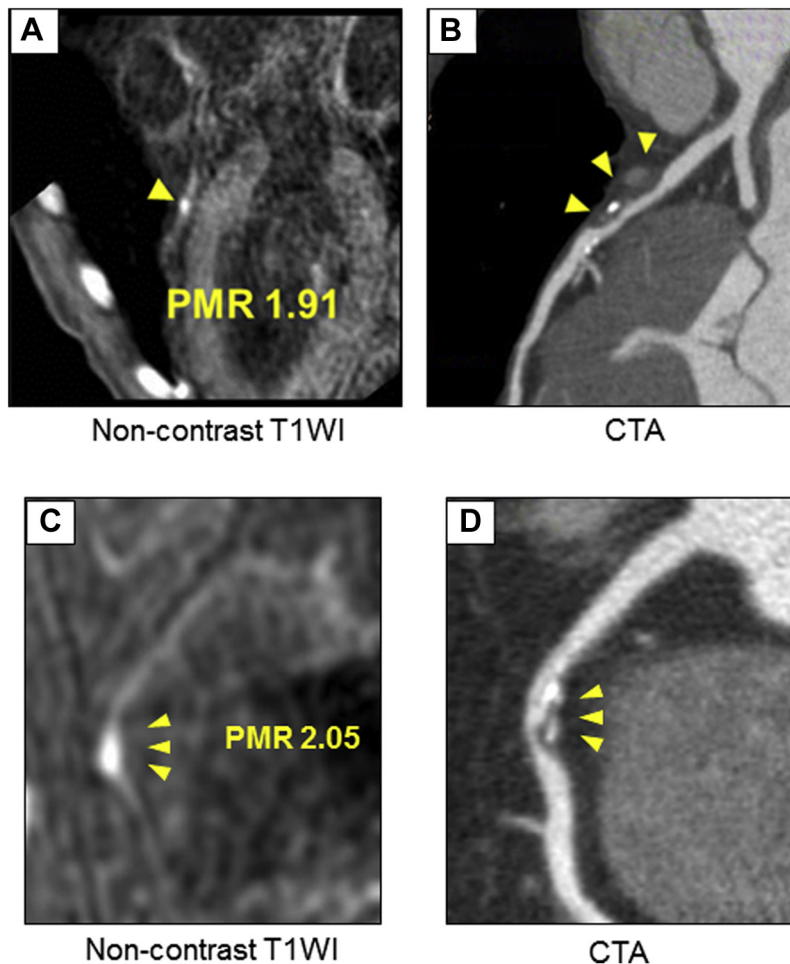 A
B
PMR 1.91
Non-contrast T1WI
CTA
C
D
PMR 2.05
Non-contrast T1WI
CTA